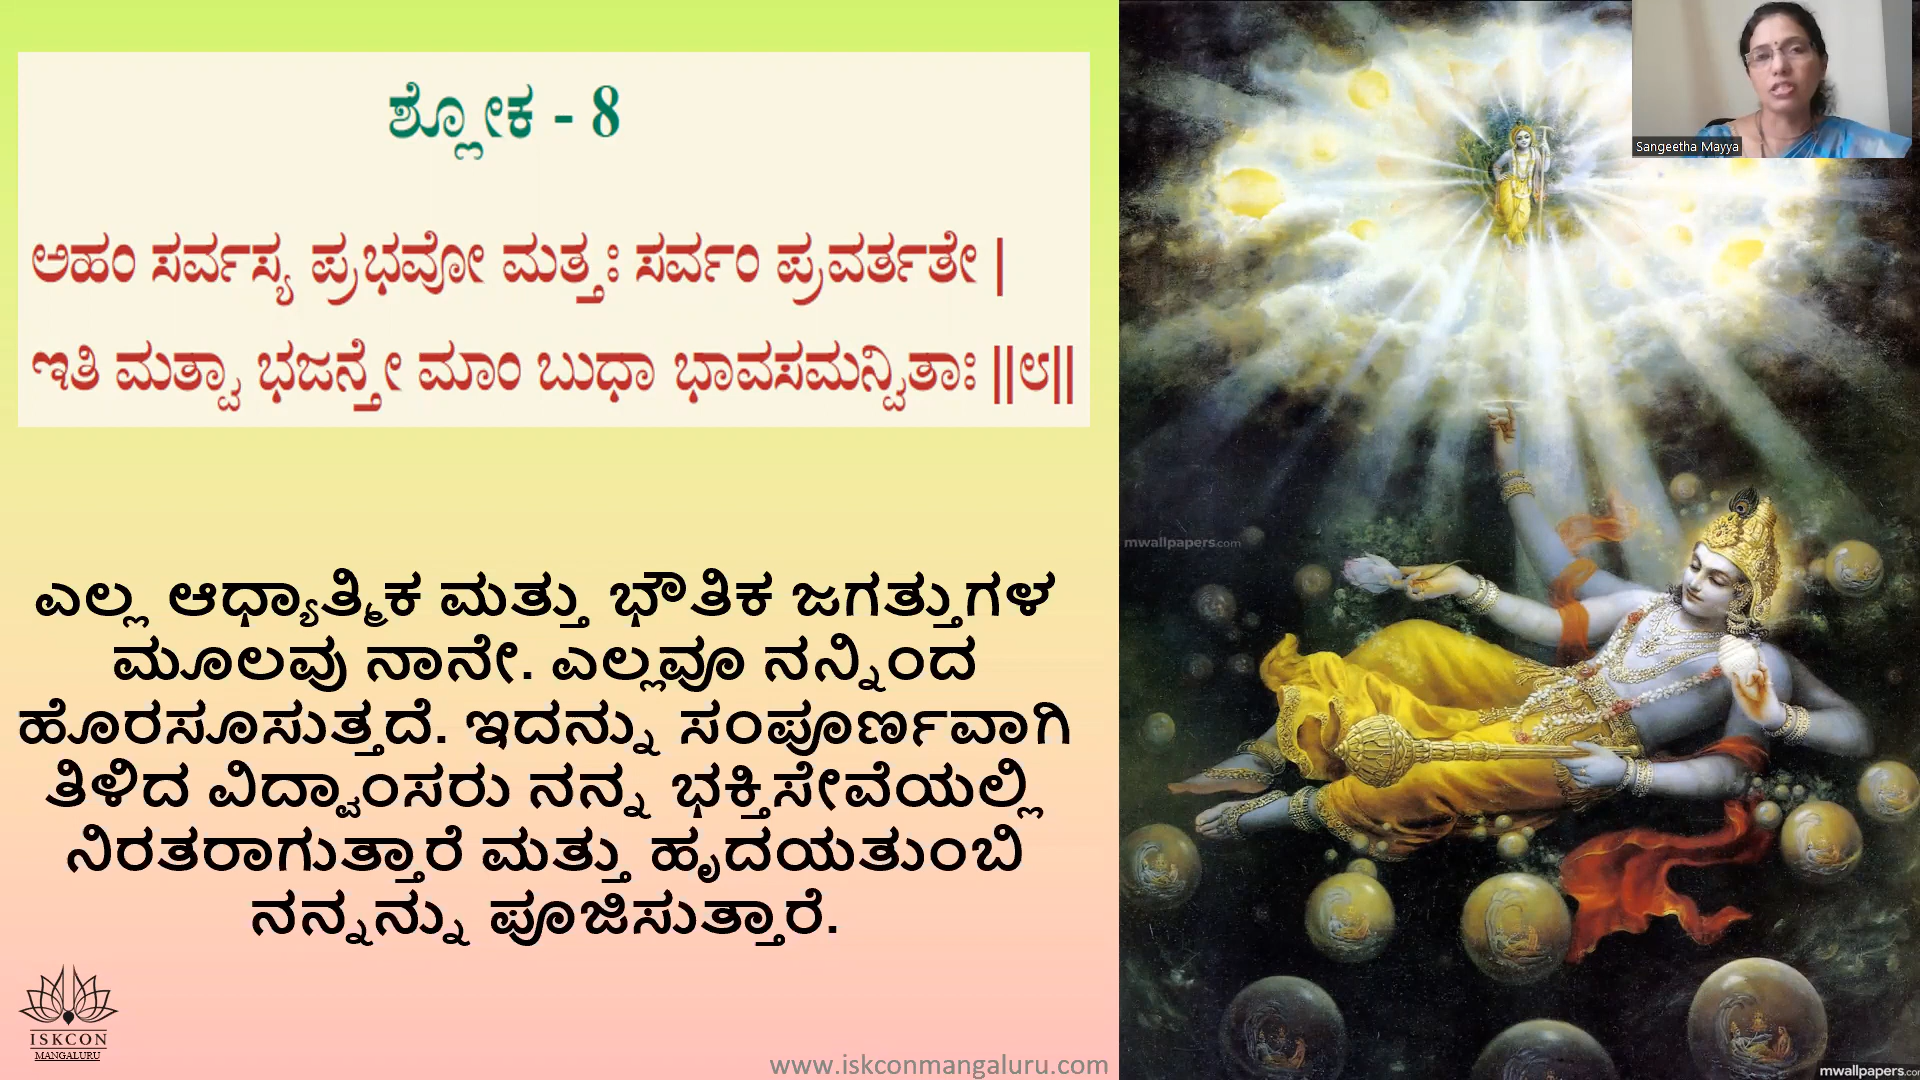 ಶ್ಲೋಕ - 8
ಅಹಂ ಸರ್ವಸ್ಯ ಪ್ರಭವೋ ಮತ್ತಃ ಸರ್ವಂ ಪ್ರವರ್ತತೇ |
ಇತಿ ಮತ್ವಾ ಭಜನ್ತೇ ಮಾಂ ಬುಧಾ ಭಾವಸಮನ್ವಿತಾಃ ||೮||
ಎಲ್ಲ ಆಧ್ಯಾತ್ಮಿಕ ಮತ್ತು ಭೌತಿಕ ಜಗತ್ತುಗಳ
ಮೂಲವು ನಾನೇ. ಎಲ್ಲವೂ ನನ್ನಿಂದ
ಹೊರಸೂಸುತ್ತದೆ. ಇದನ್ನು ಸಂಪೂರ್ಣವಾಗಿ
ತಿಳಿದ ವಿದ್ವಾಂಸರು ನನ್ನ ಭಕ್ತಿಸೇವೆಯಲ್ಲಿ
ನಿರತರಾಗುತ್ತಾರೆ ಮತ್ತು ಹೃದಯತುಂಬಿ
ನನ್ನನ್ನು ಪೂಜಿಸುತ್ತಾರೆ.
ISKCON
MANGALURU
www.iskconmangaluru.com
Sangeetha Mayya
mwallpapers.com
mwallpapers.com